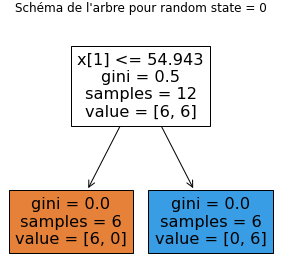 Schéma de l'arbre pour random state = 0
x[1] <= 54.943
gini = 0.5
samples = 12
value = [6, 6]
gini = 0.0
samples = 6
value = [6, 0]
gini = 0.0
samples = 6
value = [0, 6]